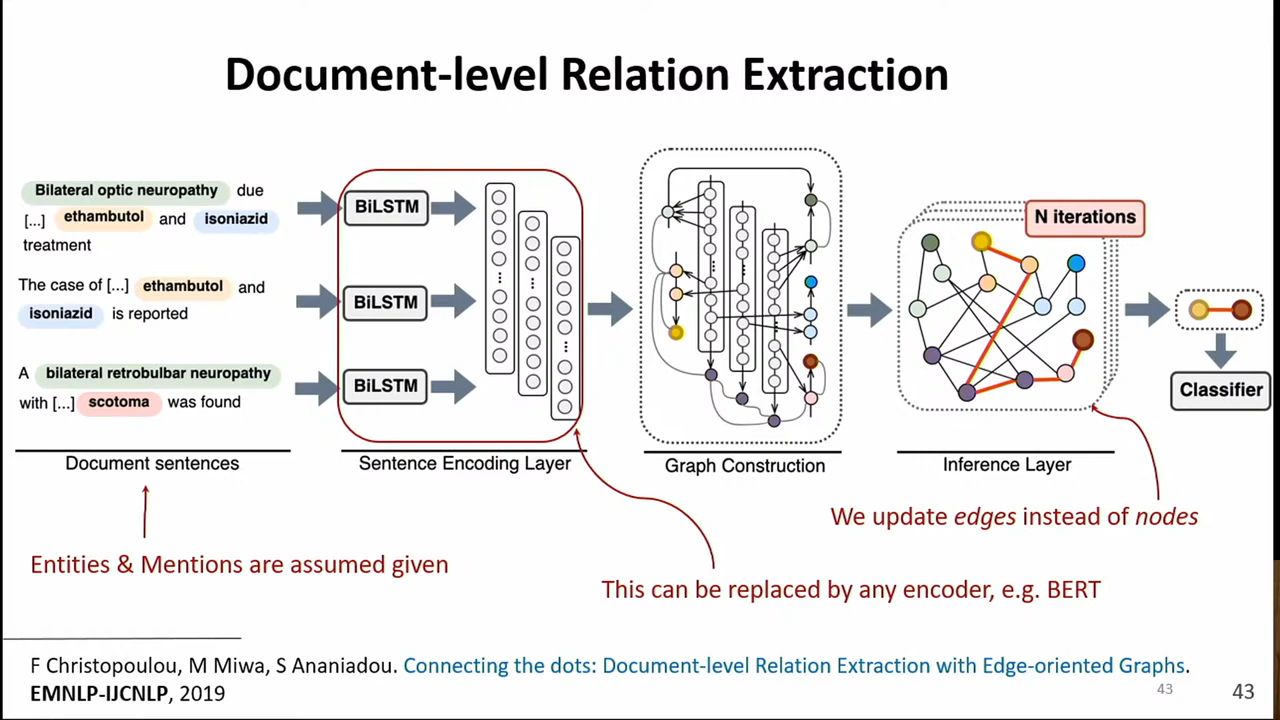 Document-level Relation Extraction
Bilateral optic neuropathy due
[...] ethambutol and isoniazid
treatment
The case of [...] ethambutol and
isoniazid is reported
A bilateral retrobulbar neuropathy
with [...] scotoma was found
BiLSTM
BiLSTM
BiLSTM
N iterations
Classifier
Document sentences
Sentence Encoding Layer
Graph Construction
Inference Layer
We update edges instead of nodes
Entities & Mentions are assumed given
This can be replaced by any encoder, e.g. BERT
F Christopoulou, M Miwa, S Ananiadou. Connecting the dots: Document-level Relation Extraction with Edge-oriented Graphs.
EMNLP-IJCNLP, 2019
43
43